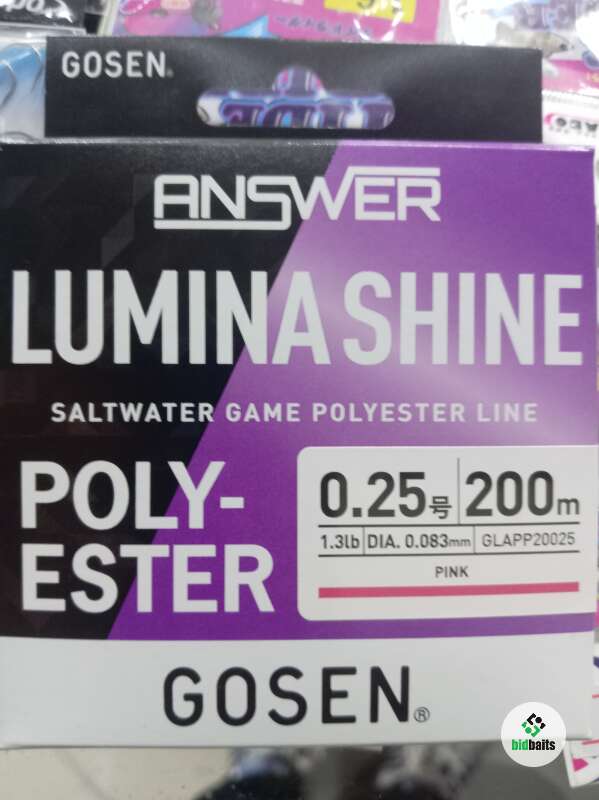 GOSEN®
ANSWER
LUMINA SHINE
SALTWATER GAME POLYESTER LINE
POLY-
ESTER
0.25号 200m
1.3lb DIA. 0.083mm GLAPP20025
PINK
GOSEN®
bidbaits